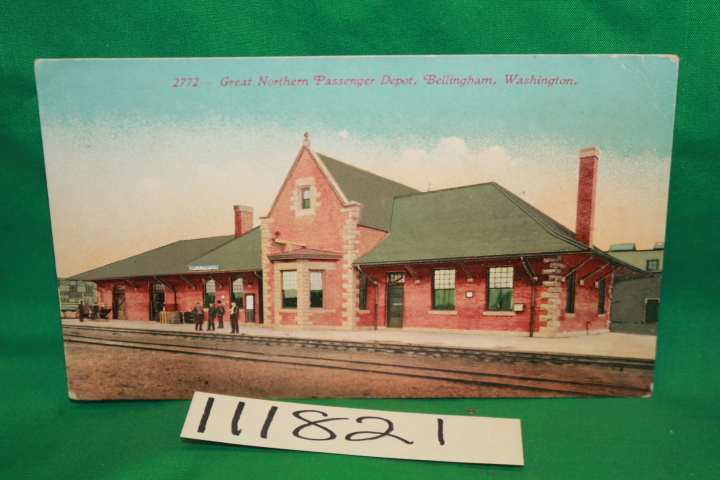 2772 - Great Northern Passenger Depot, Bellingham, Washington.
111821